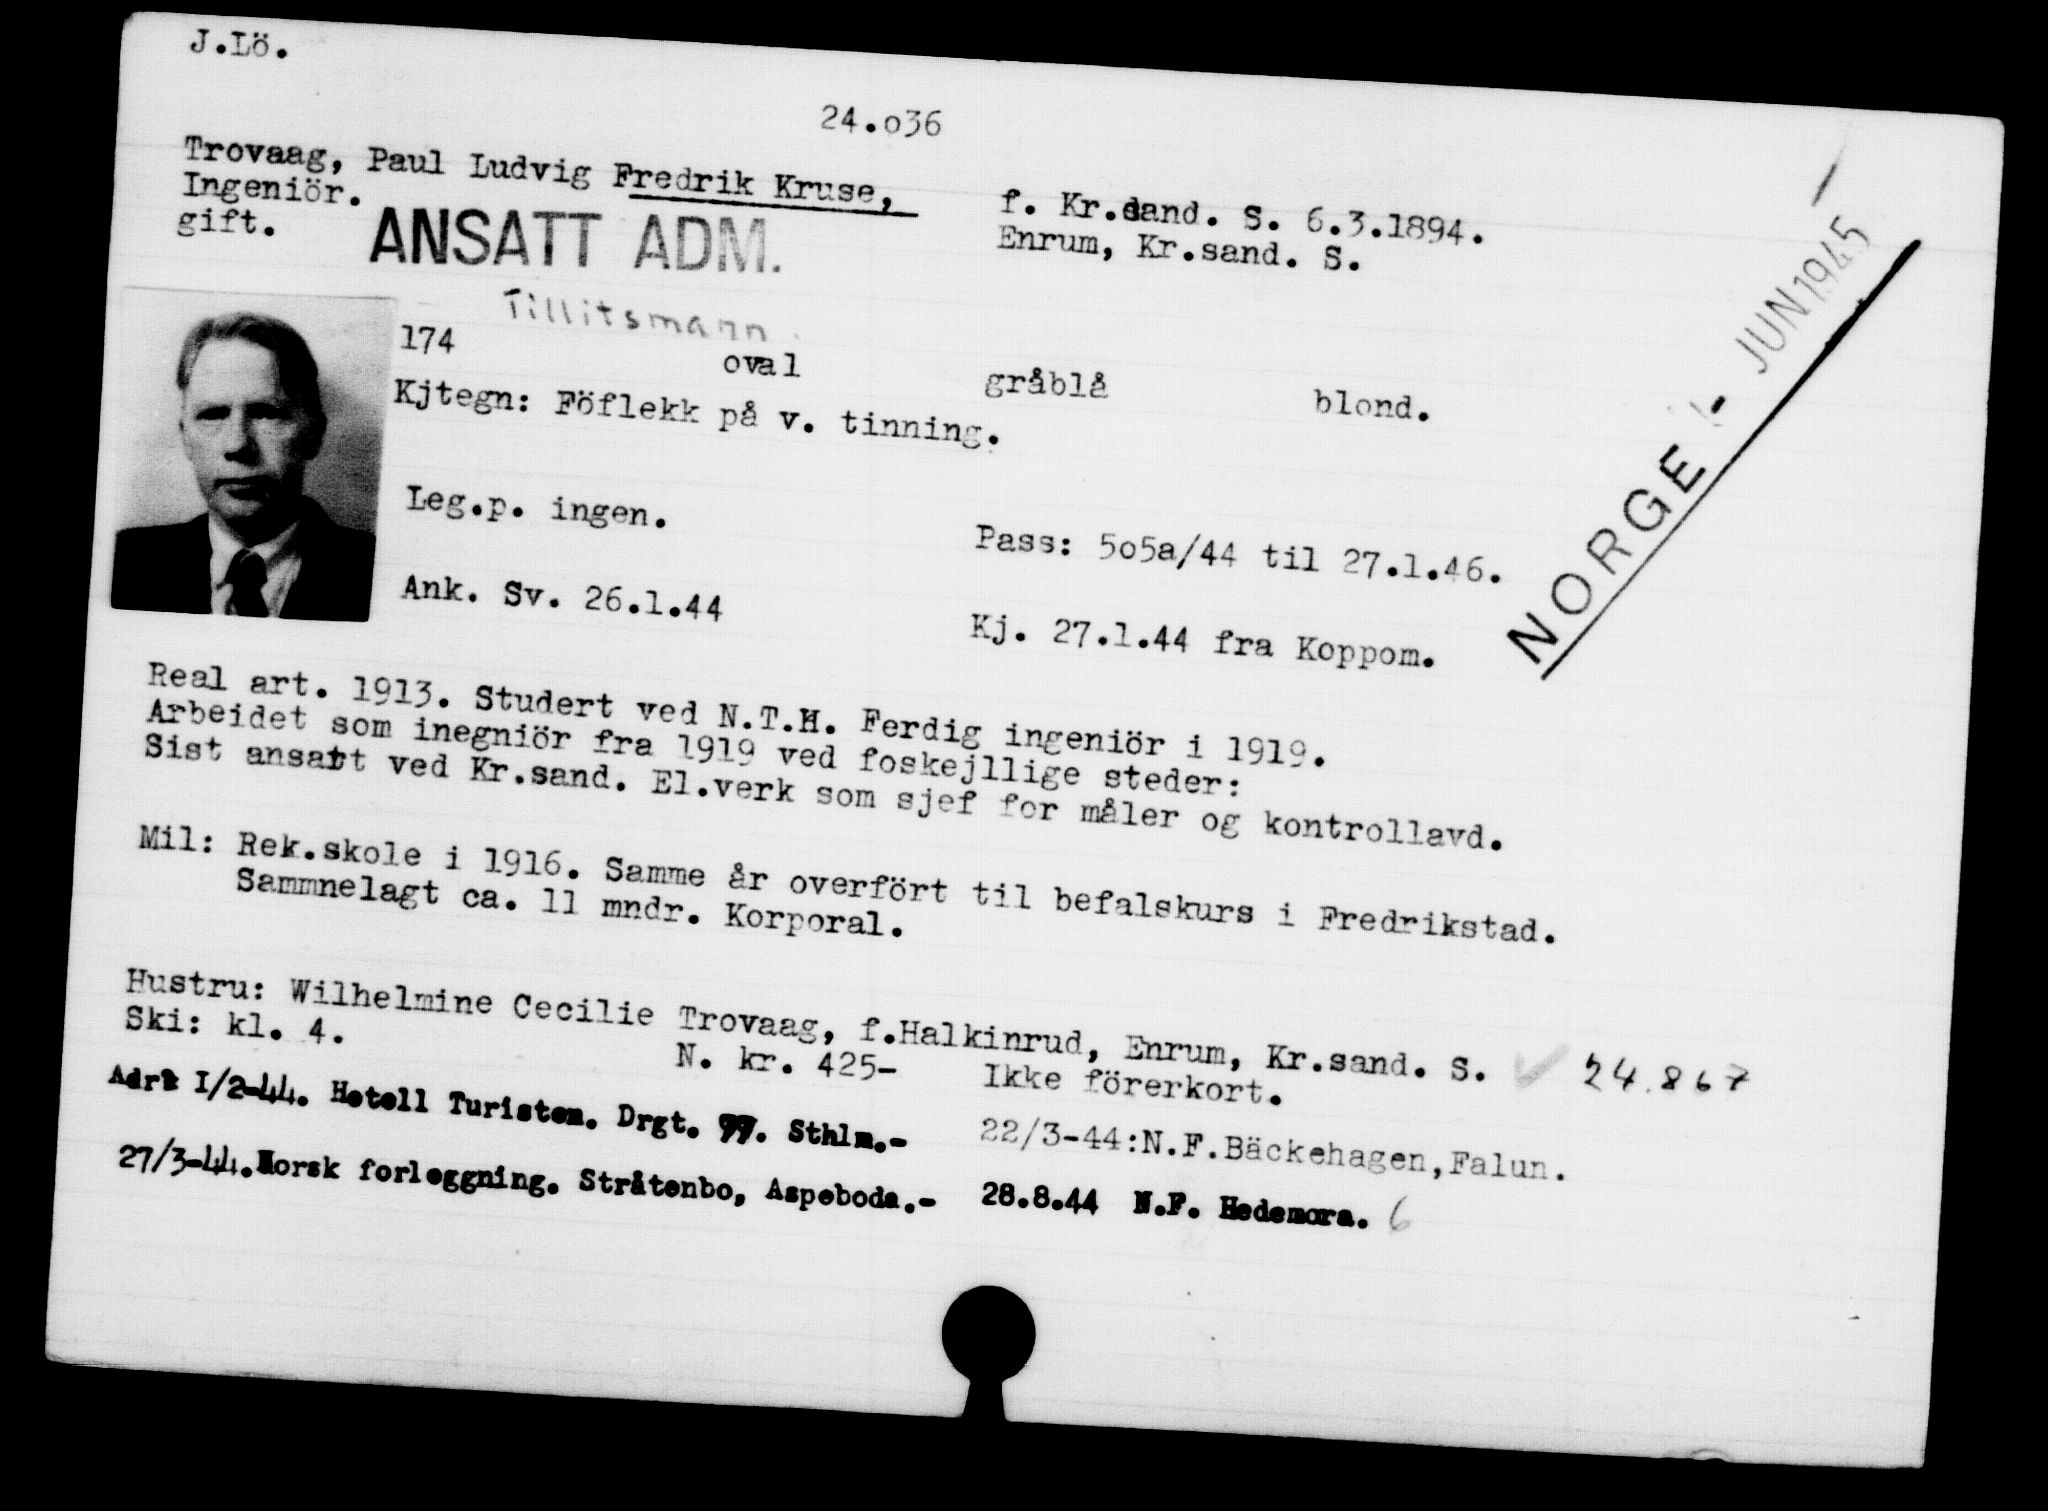 J.Lö.
24.o36
Trovaag, Paul Ludvig Fredrik Kruse,
f. Kr.sand. S. 6.3.1894.
Ingeniör.
Enrum, Kr.sand. S.
gift.
ANSATT ADM.
Tillitsmann.
174 oval gråblå blond.
Kjtegn: Föflekk på v. tinning.
NORGE - JUN 1945
Leg.p. ingen.
Pass: 5o5a/44 til 27.1.46.
Ank. Sv. 26.1.44
Kj. 27.1.44 fra Koppom.
Real art. 1913. Studert ved N.T.H. Ferdig ingeniör i 1919.
Arbeidet som inegniör fra 1919 ved foskejllige steder:
Sist ansatt ved Kr.sand. El.verk som sjef for måler og kontrollavd.
Mil: Rek.skole i 1916. Samme år overfört til befalskurs i Fredrikstad.
Sammnelagt ca. 11 mndr. Korporal.
Hustru: Wilhelmine Cecilie Trovaag, f.Halkinrud, Enrum, Kr.sand. S. 24.867
Ski: kl. 4. N. kr. 425- Ikke förerkort.
Adr: I/2-44. Hotell Turisten. Drgt. 77. Sthlm.-
22/3-44:N.F.Bäckehagen,Falun.
27/3-44.Norsk forleggning. Stråtenbo, Aspeboda.-
28.8.44 N.F. Hedemora. 6